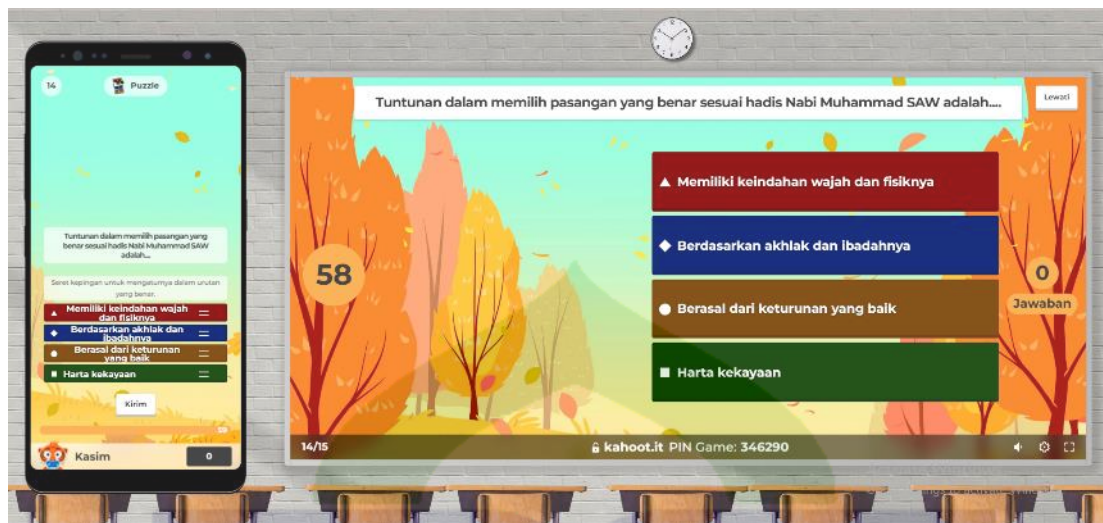 14
Puzzle
Tuntunan dalam memilih pasangan yang
benar sesuai hadis Nabi Muhammad SAW
adalah....
Seret kepingan untuk mengaturnya dalam urutan
yang benar.
▲ Memiliki keindahan wajah
dan fisiknya
◆ Berdasarkan akhlak dan
ibadahnya
● Berasal dari keturunan
yang baik
■ Harta kekayaan
Kirim
Kasim
0
Tuntunan dalam memilih pasangan yang benar sesuai hadis Nabi Muhammad SAW adalah....
Lewati
58
▲ Memiliki keindahan wajah dan fisiknya
◆ Berdasarkan akhlak dan ibadahnya
● Berasal dari keturunan yang baik
■ Harta kekayaan
0
Jawaban
14/15
kahoot.it PIN Game: 346290